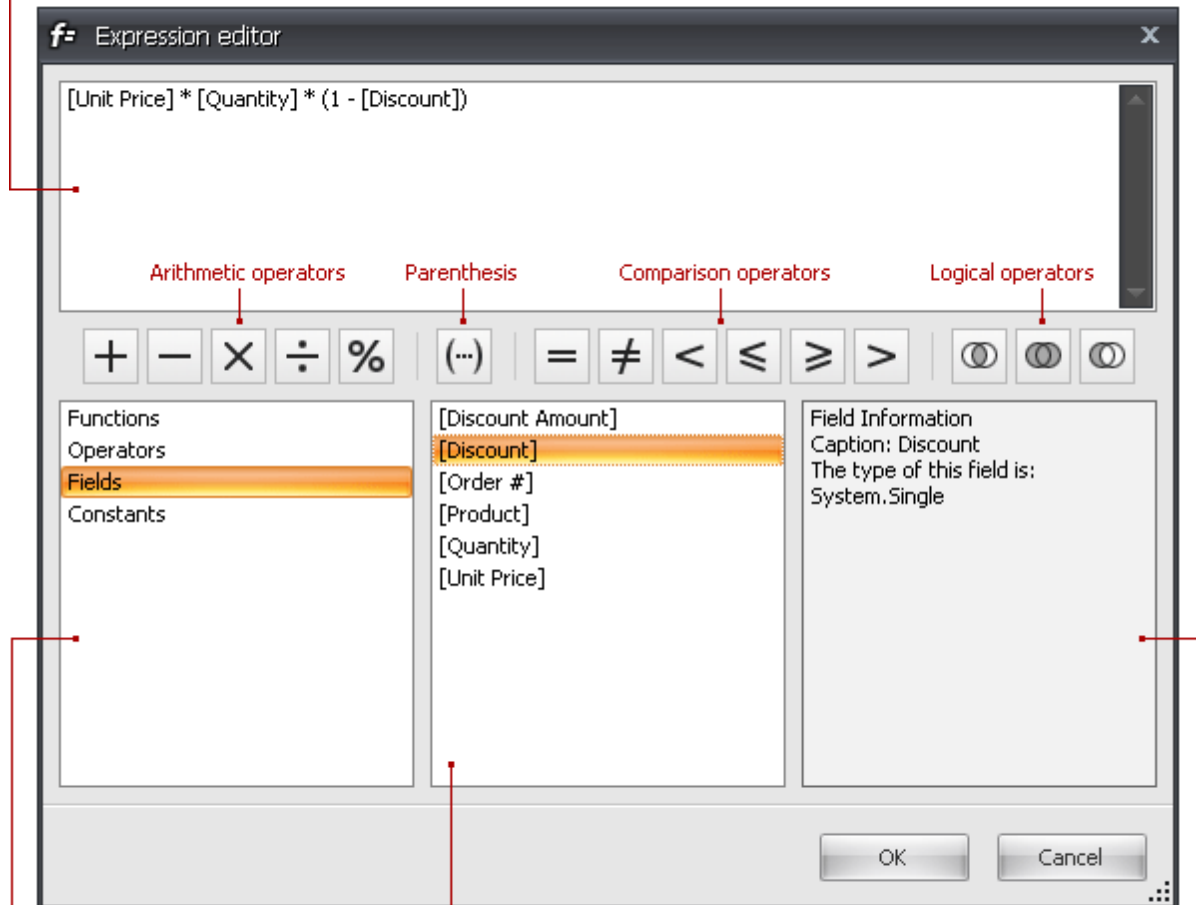 f= Expression editor x
[Unit Price] * [Quantity] * (1 - [Discount])
Arithmetic operators Parenthesis Comparison operators Logical operators
+ − × ÷ % (...) = ≠ < ⩽ ⩾ >
Functions
Operators
Fields
Constants
[Discount Amount]
[Discount]
[Order #]
[Product]
[Quantity]
[Unit Price]
Field Information
Caption: Discount
The type of this field is:
System.Single
OK Cancel